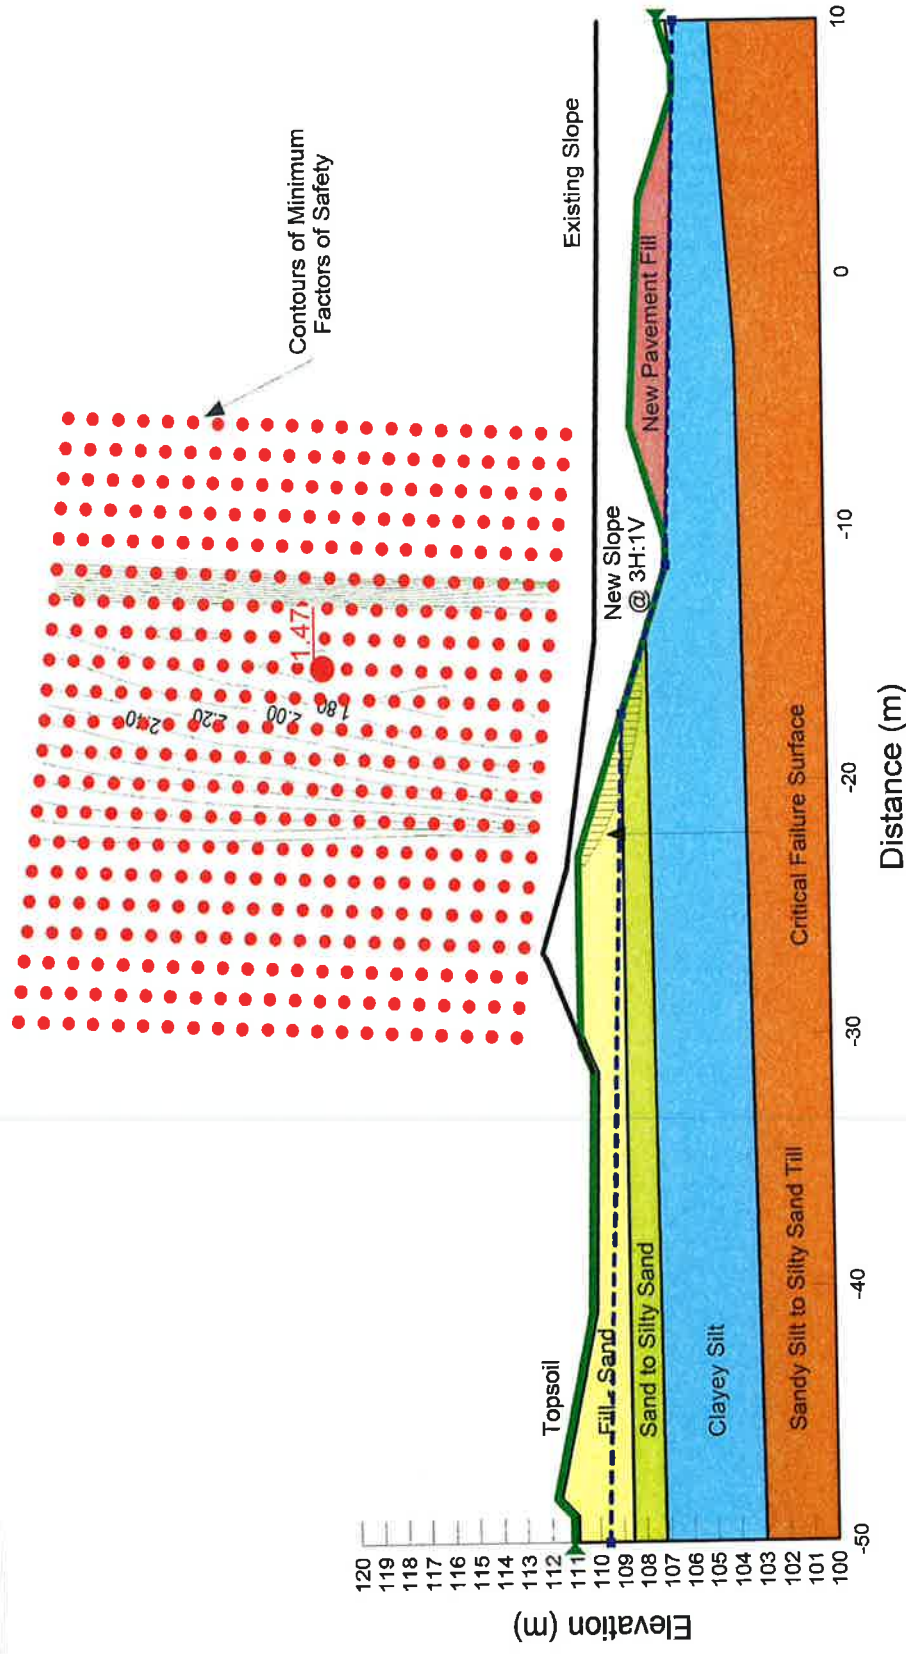 Contours of Minimum
Factors of Safety
1.47
2.40
2.20
2.00
1.80
Existing Slope
New Slope
@ 3H:1V
New Pavement Fill
Topsoil
Fill - Sand
Sand to Silty Sand
Clayey Silt
Sandy Silt to Silty Sand Till
Critical Failure Surface
Elevation (m)
120
119
118
117
116
115
114
113
112
111
110
109
108
107
106
105
104
103
102
101
100
-50
-40
-30
-20
-10
0
10
Distance (m)